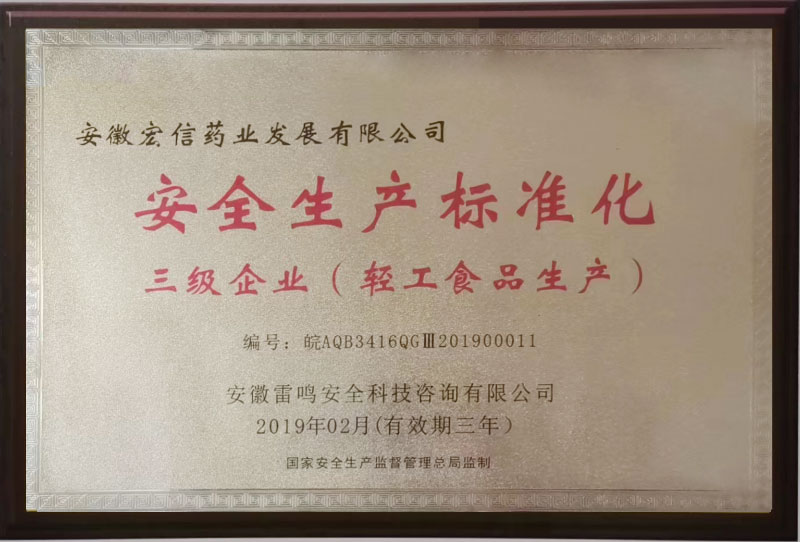 安徽宏信药业发展有限公司
安全生产标准化
三级企业（轻工食品生产）
编号：皖AQB3416QGⅢ201900011
安徽雷鸣安全科技咨询有限公司
2019年02月(有效期三年）
国家安全生产监督管理总局监制